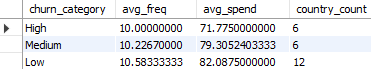 churn_category avg_freq avg_spend country_count
High 10.00000000 71.7750000000 6
Medium 10.22670000 79.3052403333 6
Low 10.58333333 82.0875000000 12